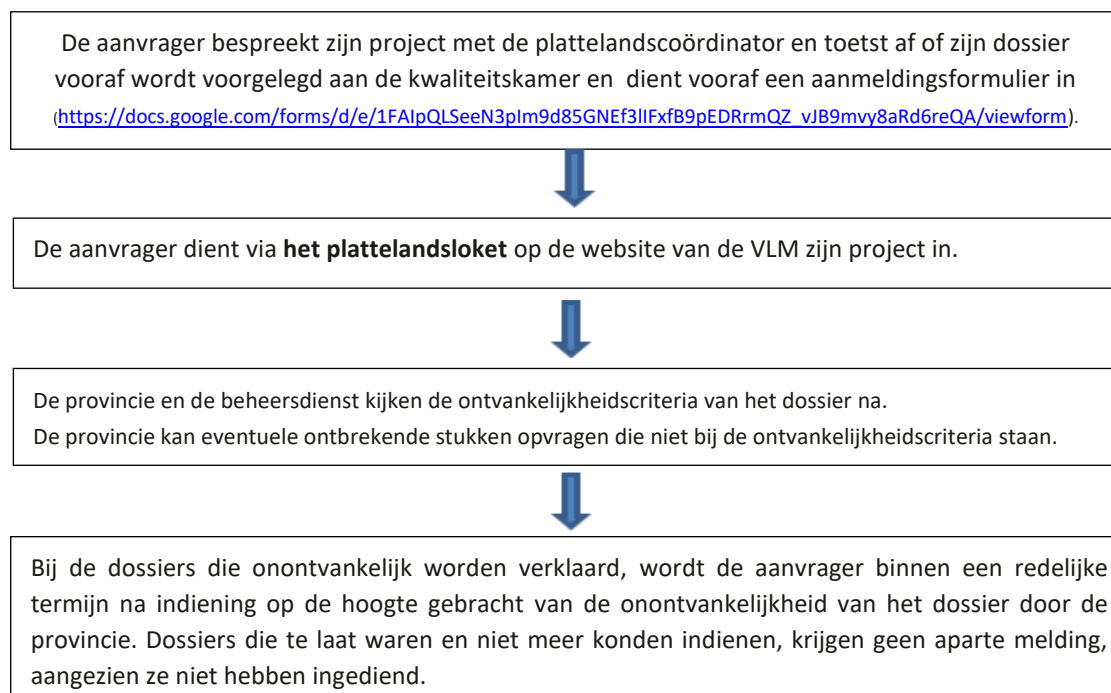 De aanvrager bespreekt zijn project met de plattelandscoördinator en toetst af of zijn dossier
vooraf wordt voorgelegd aan de kwaliteitskamer en dient vooraf een aanmeldingsformulier in
(https://docs.google.com/forms/d/e/1FAIpQLSeeN3pIm9d85GNEf3lIFxfB9pEDRrmQZ_vJB9mvy8aRd6reQA/viewform).
De aanvrager dient via het plattelandsloket op de website van de VLM zijn project in.
De provincie en de beheersdienst kijken de ontvankelijkheidscriteria van het dossier na.
De provincie kan eventuele ontbrekende stukken opvragen die niet bij de ontvankelijkheidscriteria staan.
Bij de dossiers die onontvankelijk worden verklaard, wordt de aanvrager binnen een redelijke
termijn na indiening op de hoogte gebracht van de onontvankelijkheid van het dossier door de
provincie. Dossiers die te laat waren en niet meer konden indienen, krijgen geen aparte melding,
aangezien ze niet hebben ingediend.